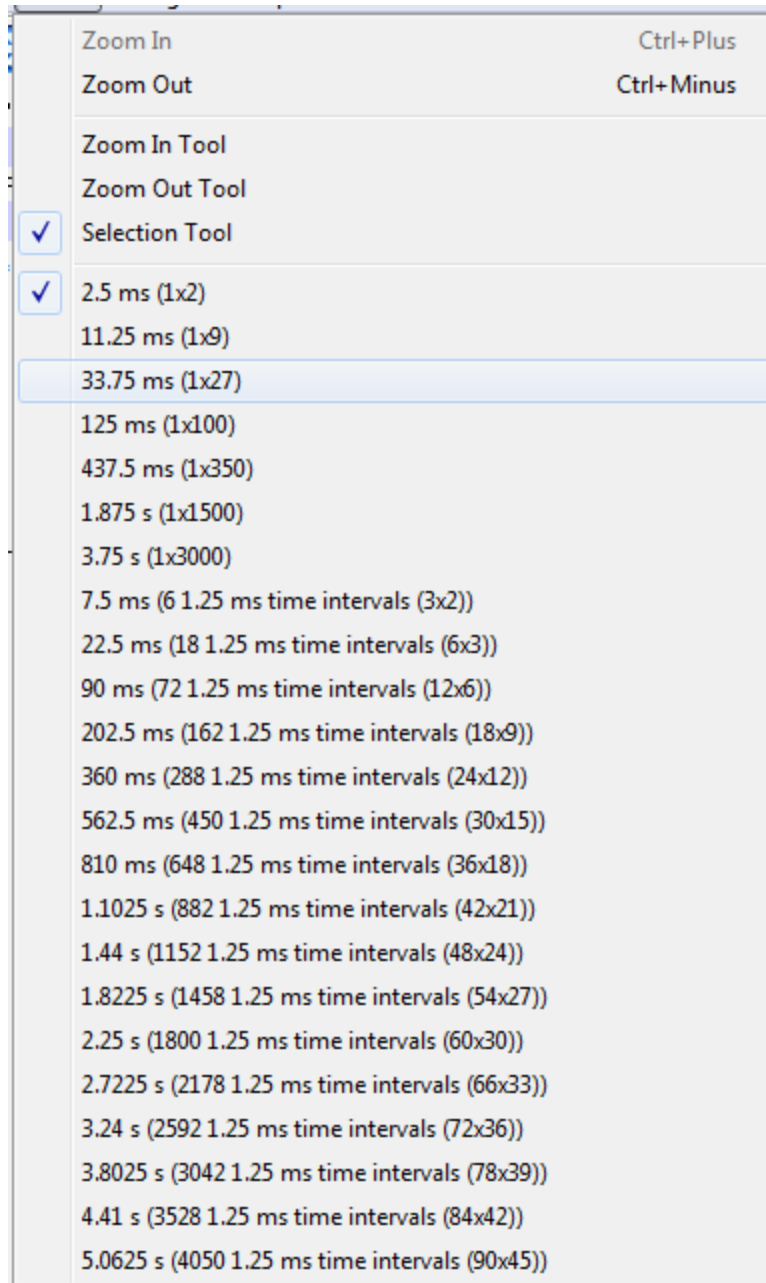 Zoom In Ctrl+Plus
Zoom Out Ctrl+Minus
Zoom In Tool
Zoom Out Tool
Selection Tool
2.5 ms (1x2)
11.25 ms (1x9)
33.75 ms (1x27)
125 ms (1x100)
437.5 ms (1x350)
1.875 s (1x1500)
3.75 s (1x3000)
7.5 ms (6 1.25 ms time intervals (3x2))
22.5 ms (18 1.25 ms time intervals (6x3))
90 ms (72 1.25 ms time intervals (12x6))
202.5 ms (162 1.25 ms time intervals (18x9))
360 ms (288 1.25 ms time intervals (24x12))
562.5 ms (450 1.25 ms time intervals (30x15))
810 ms (648 1.25 ms time intervals (36x18))
1.1025 s (882 1.25 ms time intervals (42x21))
1.44 s (1152 1.25 ms time intervals (48x24))
1.8225 s (1458 1.25 ms time intervals (54x27))
2.25 s (1800 1.25 ms time intervals (60x30))
2.7225 s (2178 1.25 ms time intervals (66x33))
3.24 s (2592 1.25 ms time intervals (72x36))
3.8025 s (3042 1.25 ms time intervals (78x39))
4.41 s (3528 1.25 ms time intervals (84x42))
5.0625 s (4050 1.25 ms time intervals (90x45))